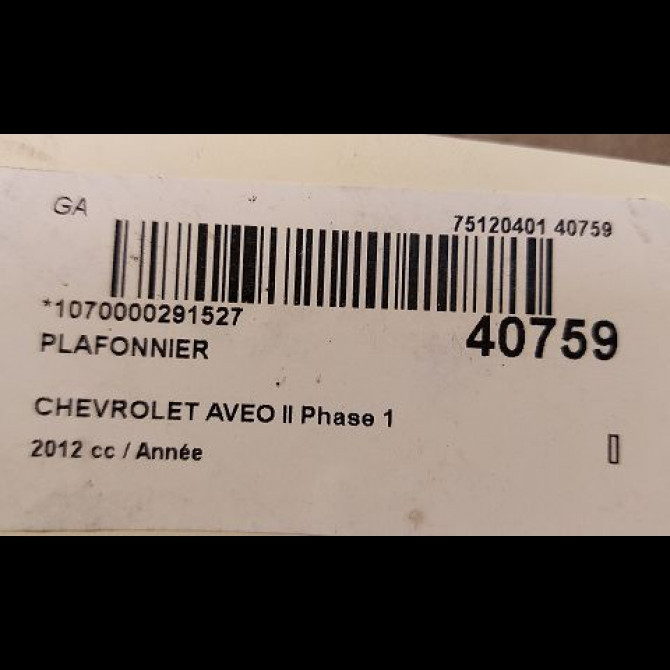 GA
75120401 40759
*1070000291527
40759
PLAFONNIER
CHEVROLET AVEO II Phase 1
2012 cc / Année